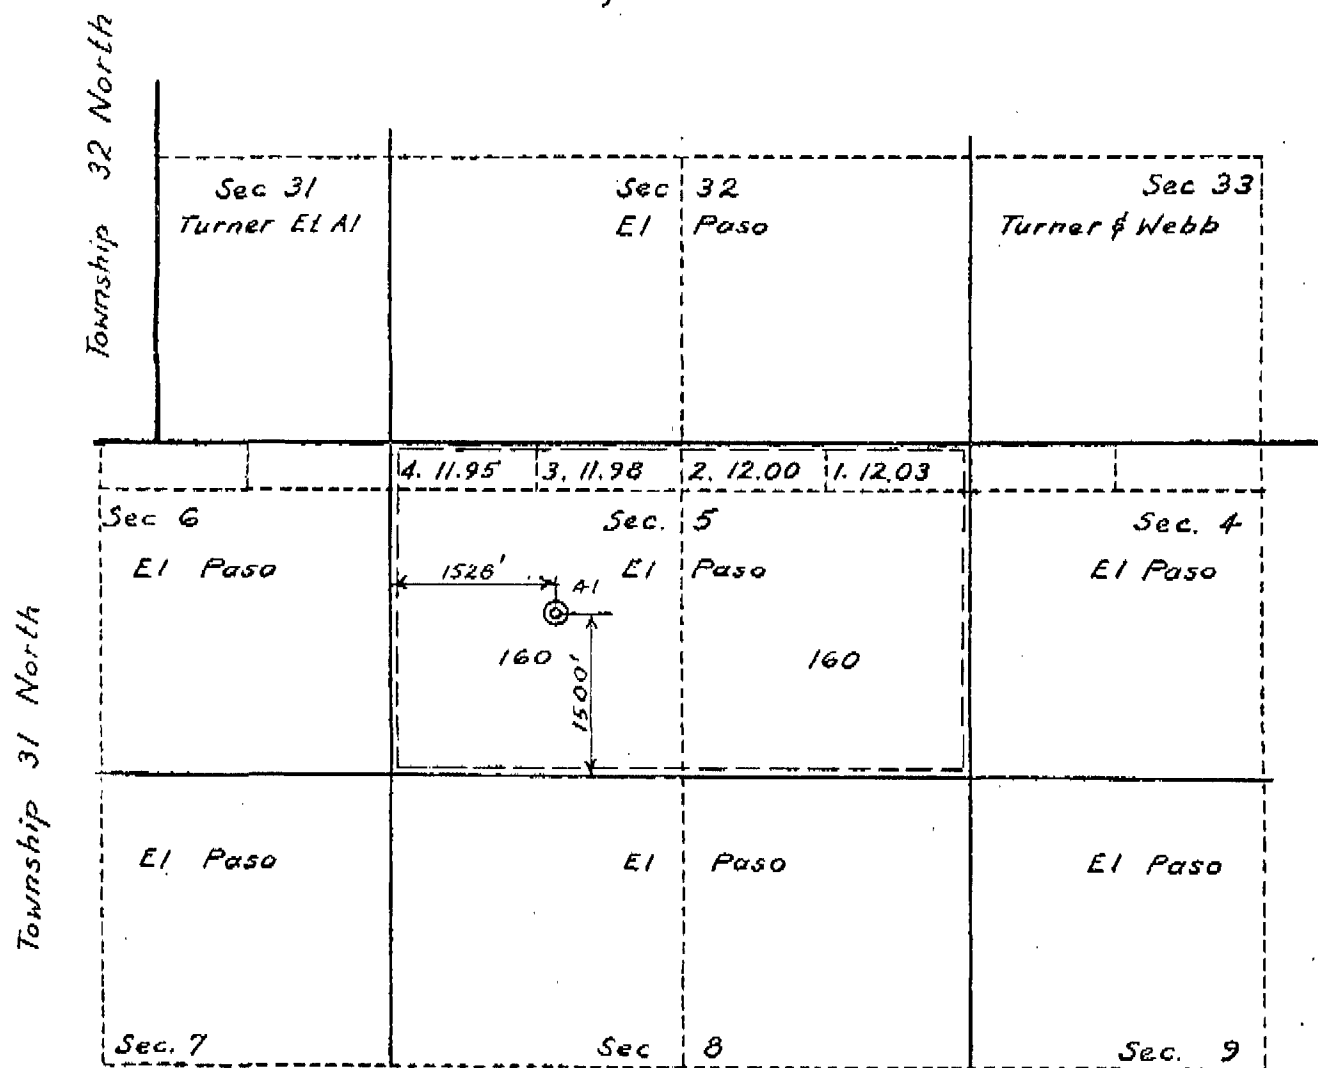 Township 32 North
Sec 31
Turner Et Al
Sec 32
El Paso
Sec 33
Turner & Webb
4. 11.95
3. 11.98
2. 12.00
1. 12.03
Sec 6
El Paso
Sec. 5
El Paso
Sec. 4
El Paso
1526'
A1
160
1500'
160
Township 31 North
El Paso
El Paso
El Paso
Sec. 7
Sec 8
Sec. 9